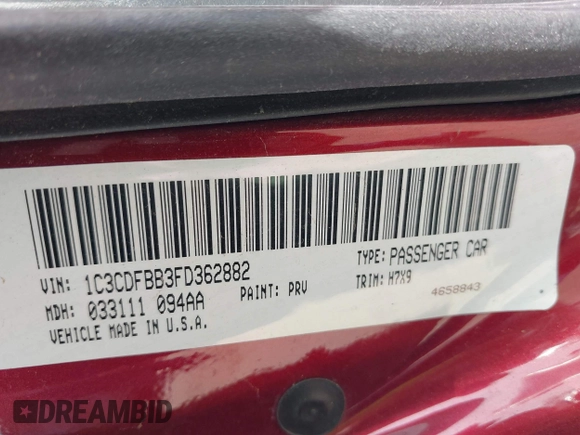 VIN: 1C3CDFBB3FD362882 TYPE: PASSENGER CAR
MDH: 033111 094AA PAINT: PRV TRIM: H7X9
VEHICLE MADE IN U.S.A. 4658843
DREAMBID